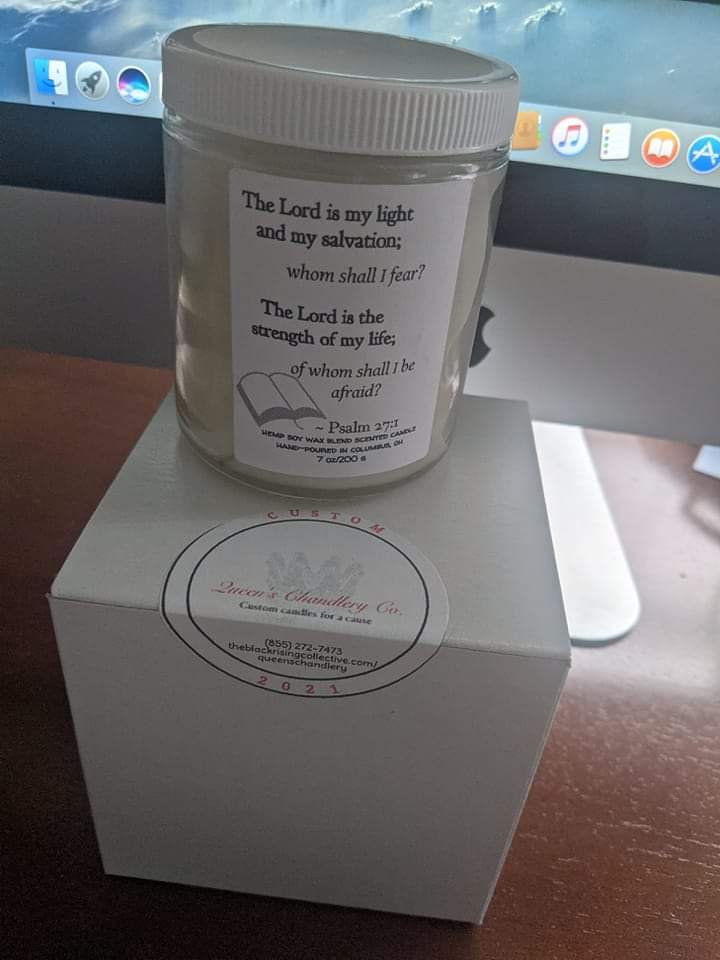 The Lord is my light
and my salvation;
whom shall I fear?
The Lord is the
strength of my life;
of whom shall I be
afraid?
~ Psalm 27:1
HEMP SOY WAX BLEND SCENTED CANDLE
HAND-POURED IN COLUMBUS, OH
7 oz/200 g
CUSTOM
Queen's Chandlery Co.
Custom candles for a cause
(855) 272-7473
theblackrisingcollective.com/
queenschandlery
2021